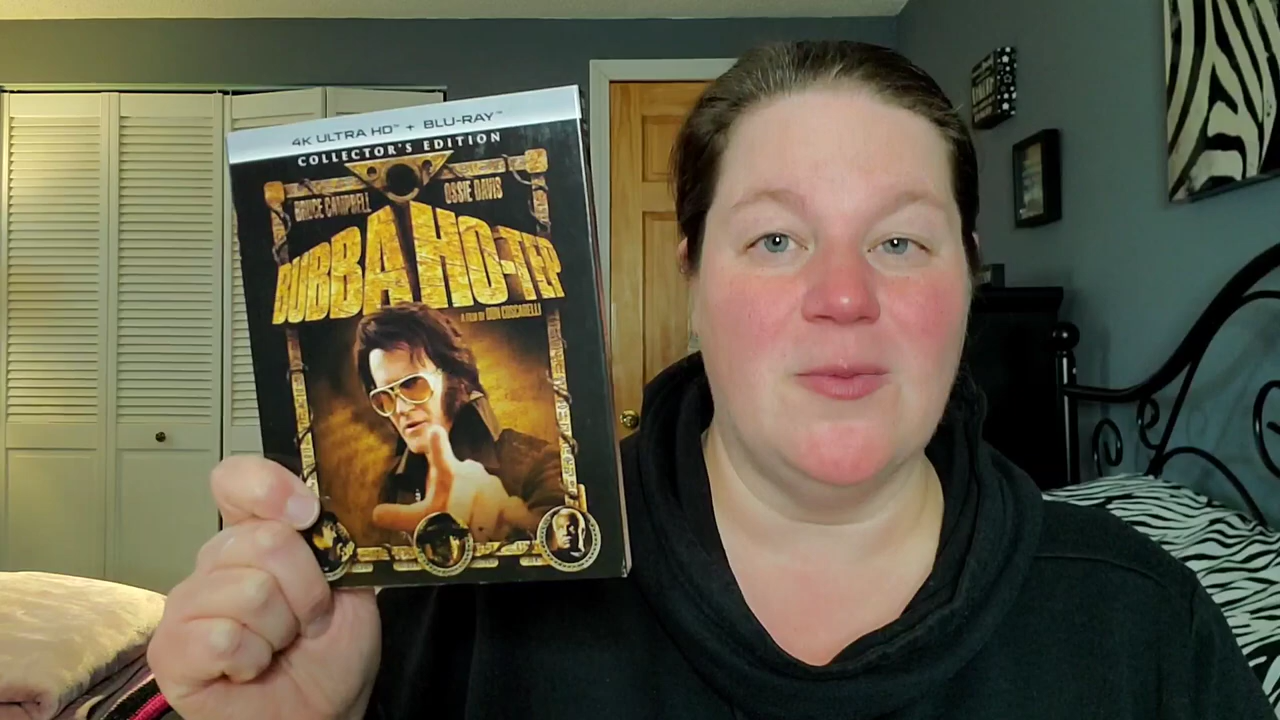 4K ULTRA HD™ + BLU-RAY™
COLLECTOR'S EDITION
BRUCE CAMPBELL OSSIE DAVIS
BUBBA HO-TEP
A FILM BY DON COSCARELLI